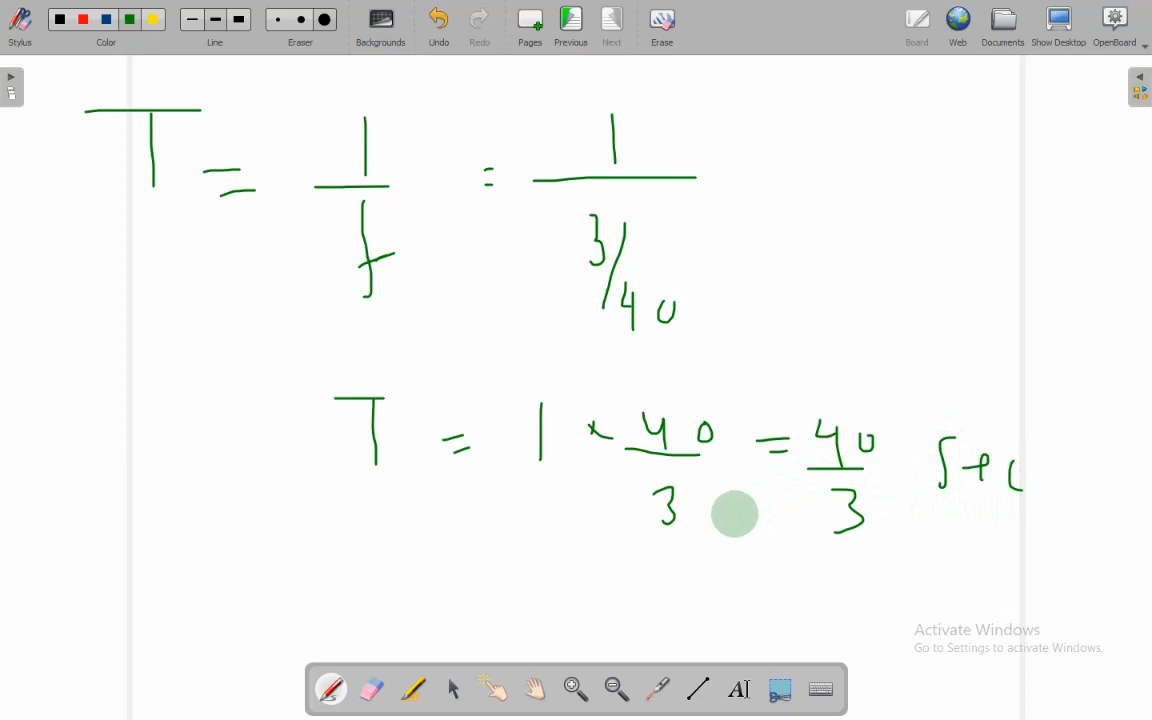 Stylus Color Line Eraser Backgrounds Undo Redo Pages Previous Next Erase Board Web Documents Show Desktop OpenBoard
T = 1/f = 1/(3/40)
T = 1 × 40/3 = 40/3 sec
Activate Windows
Go to Settings to activate Windows.